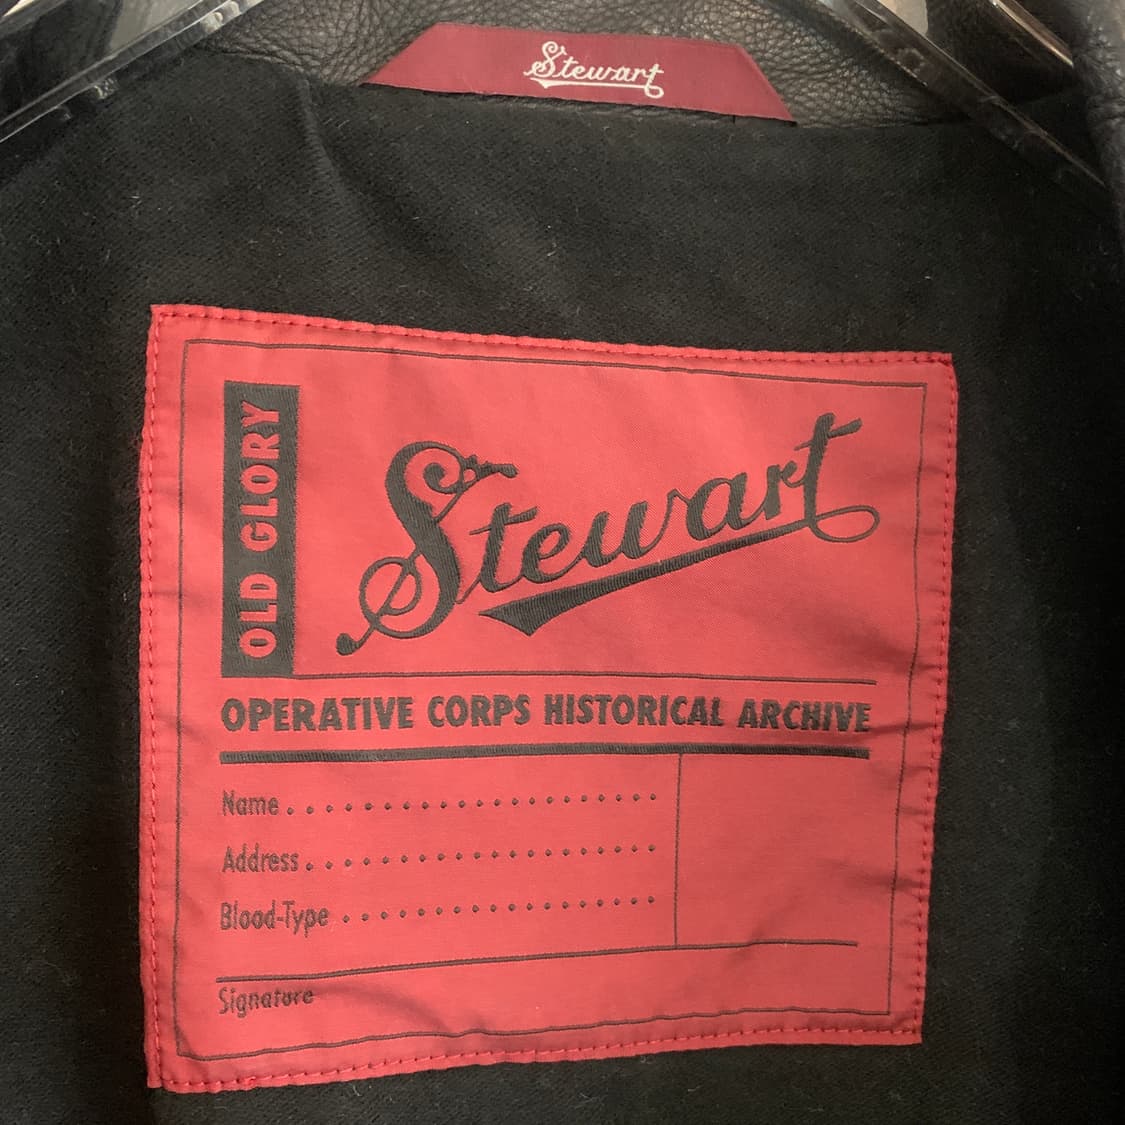 Stewart
OLD GLORY
Stewart
OPERATIVE CORPS HISTORICAL ARCHIVE
Name....................
Address...................
Blood-Type..................
Signature